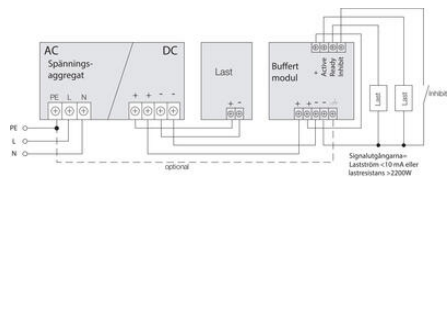 AC
DC
Spännings-
aggregat
PE L N
+ + − −
Last
+ -
Buffert
modul
+
Active
Ready
Inhibit
+ + − −
Last
Last
Inhibit
PE
L
N
optional
Signalutgångarna=
Lastström <10 mA eller
lastresistans >2200W